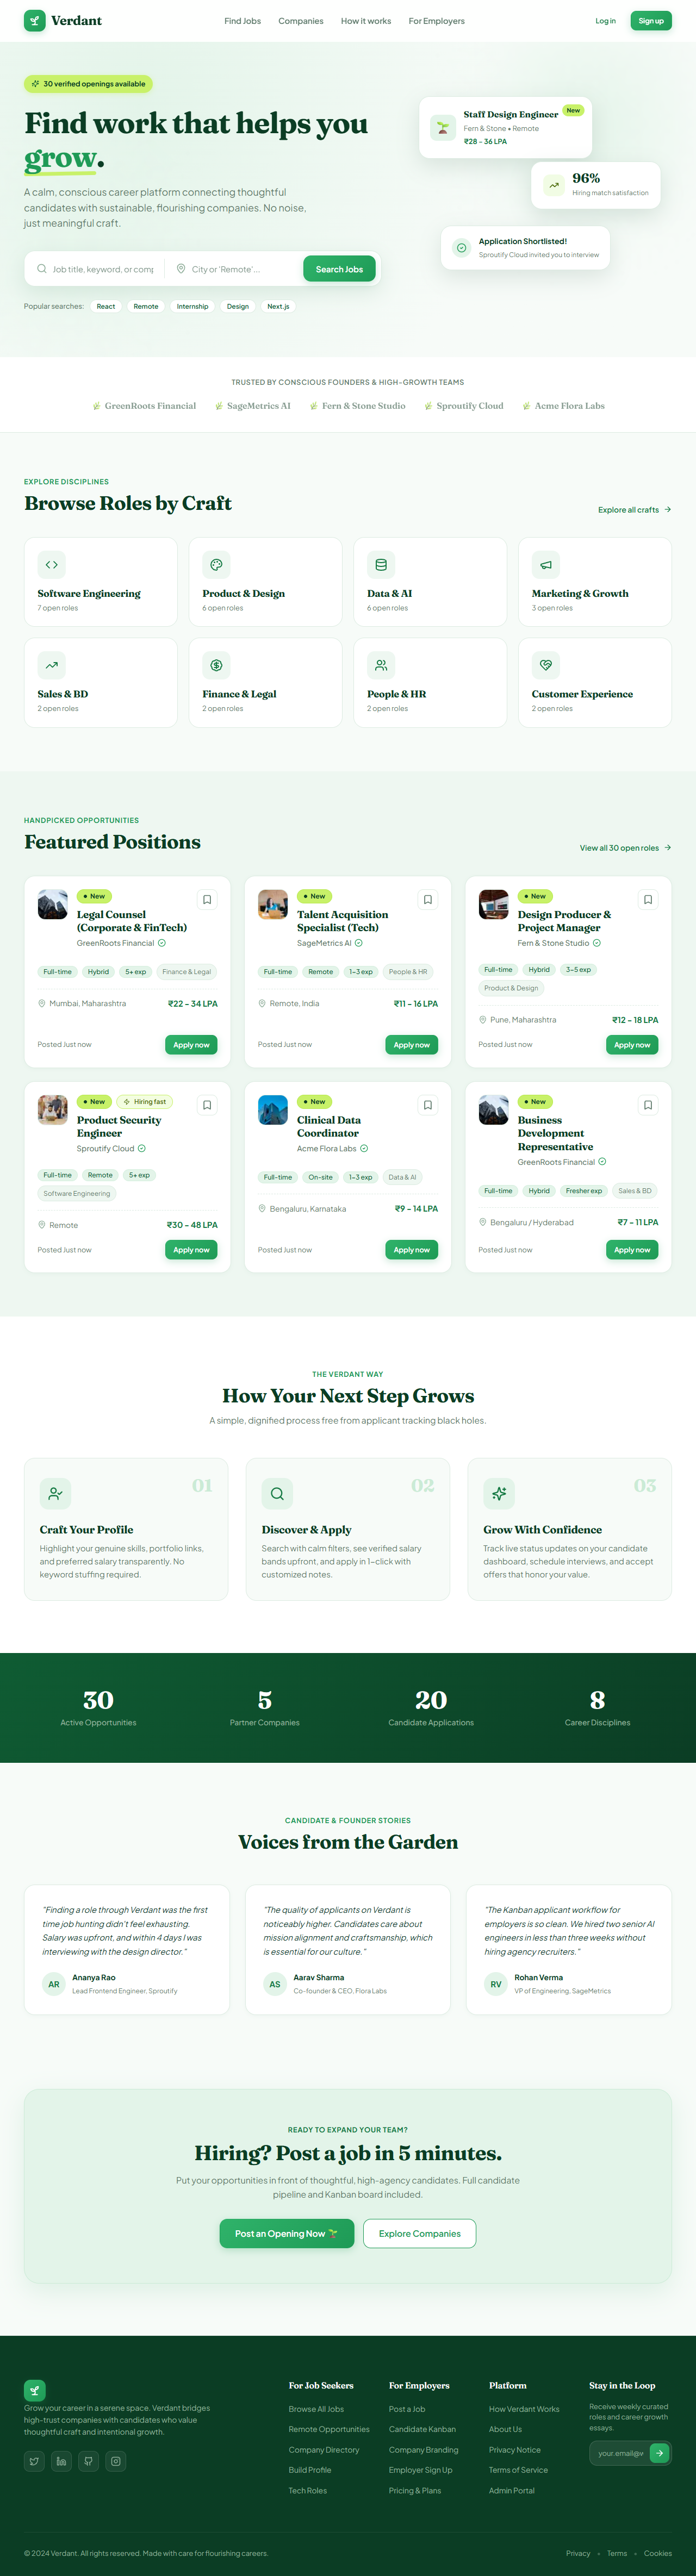 Verdant
Find Jobs
Companies
How it works
For Employers
Log in
Sign up
30 verified openings available
Find work that helps you
grow.
A calm, conscious career platform connecting thoughtful
candidates with sustainable, flourishing companies. No noise,
just meaningful craft.
Job title, keyword, or comp
City or 'Remote'...
Search Jobs
Popular searches:
React
Remote
Internship
Design
Next.js
Staff Design Engineer
New
Fern & Stone • Remote
₹28 - 36 LPA
96%
Hiring match satisfaction
Application Shortlisted!
Sproutify Cloud invited you to interview
TRUSTED BY CONSCIOUS FOUNDERS & HIGH-GROWTH TEAMS
GreenRoots Financial
SageMetrics AI
Fern & Stone Studio
Sproutify Cloud
Acme Flora Labs
EXPLORE DISCIPLINES
Browse Roles by Craft
Explore all crafts
Software Engineering
7 open roles
Product & Design
6 open roles
Data & AI
6 open roles
Marketing & Growth
3 open roles
Sales & BD
2 open roles
Finance & Legal
2 open roles
People & HR
2 open roles
Customer Experience
2 open roles
HANDPICKED OPPORTUNITIES
Featured Positions
View all 30 open roles
New
Legal Counsel
(Corporate & FinTech)
GreenRoots Financial
Full-time
Hybrid
5+ exp
Finance & Legal
Mumbai, Maharashtra
₹22 - 34 LPA
Posted Just now
Apply now
New
Talent Acquisition
Specialist (Tech)
SageMetrics AI
Full-time
Remote
1-3 exp
People & HR
Remote, India
₹11 - 16 LPA
Posted Just now
Apply now
New
Design Producer &
Project Manager
Fern & Stone Studio
Full-time
Hybrid
3-5 exp
Product & Design
Pune, Maharashtra
₹12 - 18 LPA
Posted Just now
Apply now
New
Hiring fast
Product Security
Engineer
Sproutify Cloud
Full-time
Remote
5+ exp
Software Engineering
Remote
₹30 - 48 LPA
Posted Just now
Apply now
New
Clinical Data
Coordinator
Acme Flora Labs
Full-time
On-site
1-3 exp
Data & AI
Bengaluru, Karnataka
₹9 - 14 LPA
Posted Just now
Apply now
New
Business
Development
Representative
GreenRoots Financial
Full-time
Hybrid
Fresher exp
Sales & BD
Bengaluru / Hyderabad
₹7 - 11 LPA
Posted Just now
Apply now
THE VERDANT WAY
How Your Next Step Grows
A simple, dignified process free from applicant tracking black holes.
01
Craft Your Profile
Highlight your genuine skills, portfolio links,
and preferred salary transparently. No
keyword stuffing required.
02
Discover & Apply
Search with calm filters, see verified salary
bands upfront, and apply in 1-click with
customized notes.
03
Grow With Confidence
Track live status updates on your candidate
dashboard, schedule interviews, and accept
offers that honor your value.
30
Active Opportunities
5
Partner Companies
20
Candidate Applications
8
Career Disciplines
CANDIDATE & FOUNDER STORIES
Voices from the Garden
"Finding a role through Verdant was the first
time job hunting didn't feel exhausting.
Salary was upfront, and within 4 days I was
interviewing with the design director."
AR
Ananya Rao
Lead Frontend Engineer, Sproutify
"The quality of applicants on Verdant is
noticeably higher. Candidates care about
mission alignment and craftsmanship, which
is essential for our culture."
AS
Aarav Sharma
Co-founder & CEO, Flora Labs
"The Kanban applicant workflow for
employers is so clean. We hired two senior AI
engineers in less than three weeks without
hiring agency recruiters."
RV
Rohan Verma
VP of Engineering, SageMetrics
READY TO EXPAND YOUR TEAM?
Hiring? Post a job in 5 minutes.
Put your opportunities in front of thoughtful, high-agency candidates. Full candidate
pipeline and Kanban board included.
Post an Opening Now
Explore Companies
Grow your career in a serene space. Verdant bridges
high-trust companies with candidates who value
thoughtful craft and intentional growth.
For Job Seekers
Browse All Jobs
Remote Opportunities
Company Directory
Build Profile
Tech Roles
For Employers
Post a Job
Candidate Kanban
Company Branding
Employer Sign Up
Pricing & Plans
Platform
How Verdant Works
About Us
Privacy Notice
Terms of Service
Admin Portal
Stay in the Loop
Receive weekly curated
roles and career growth
essays.
your.email@v
© 2024 Verdant. All rights reserved. Made with care for flourishing careers.
Privacy • Terms • Cookies